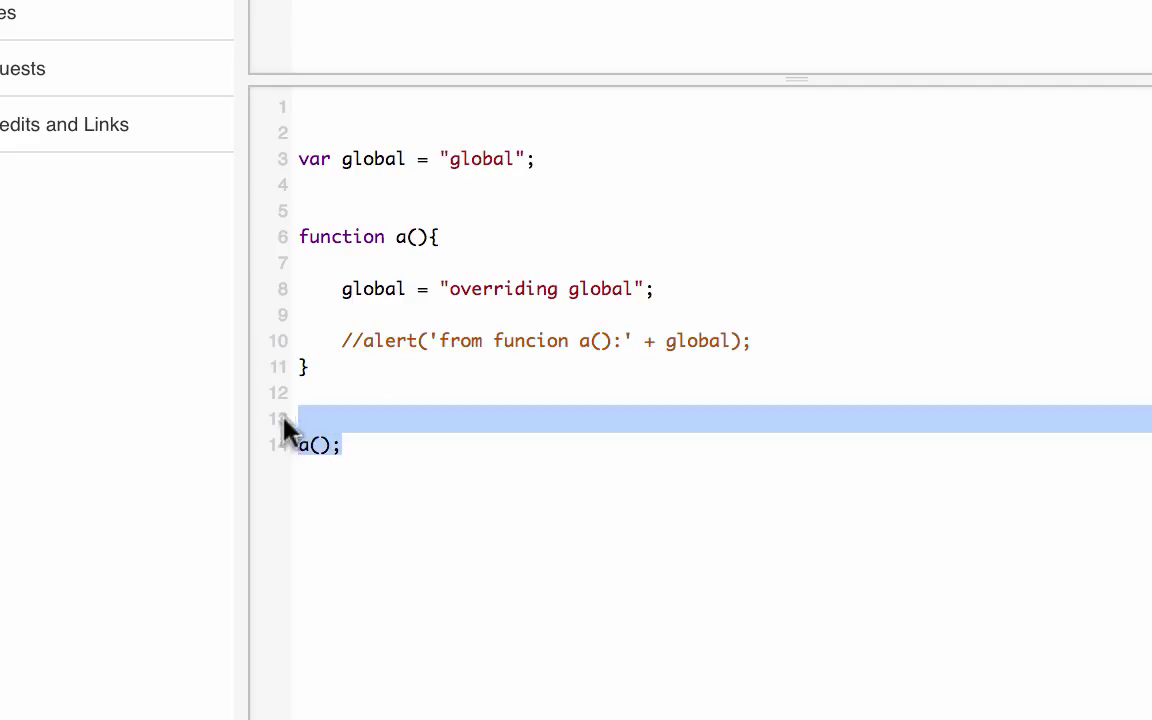 es
uests
edits and Links
1
2
3 var global = "global";
4
5
6 function a(){
7
8 global = "overriding global";
9
10 //alert('from funcion a():' + global);
11 }
12
13
14 a();